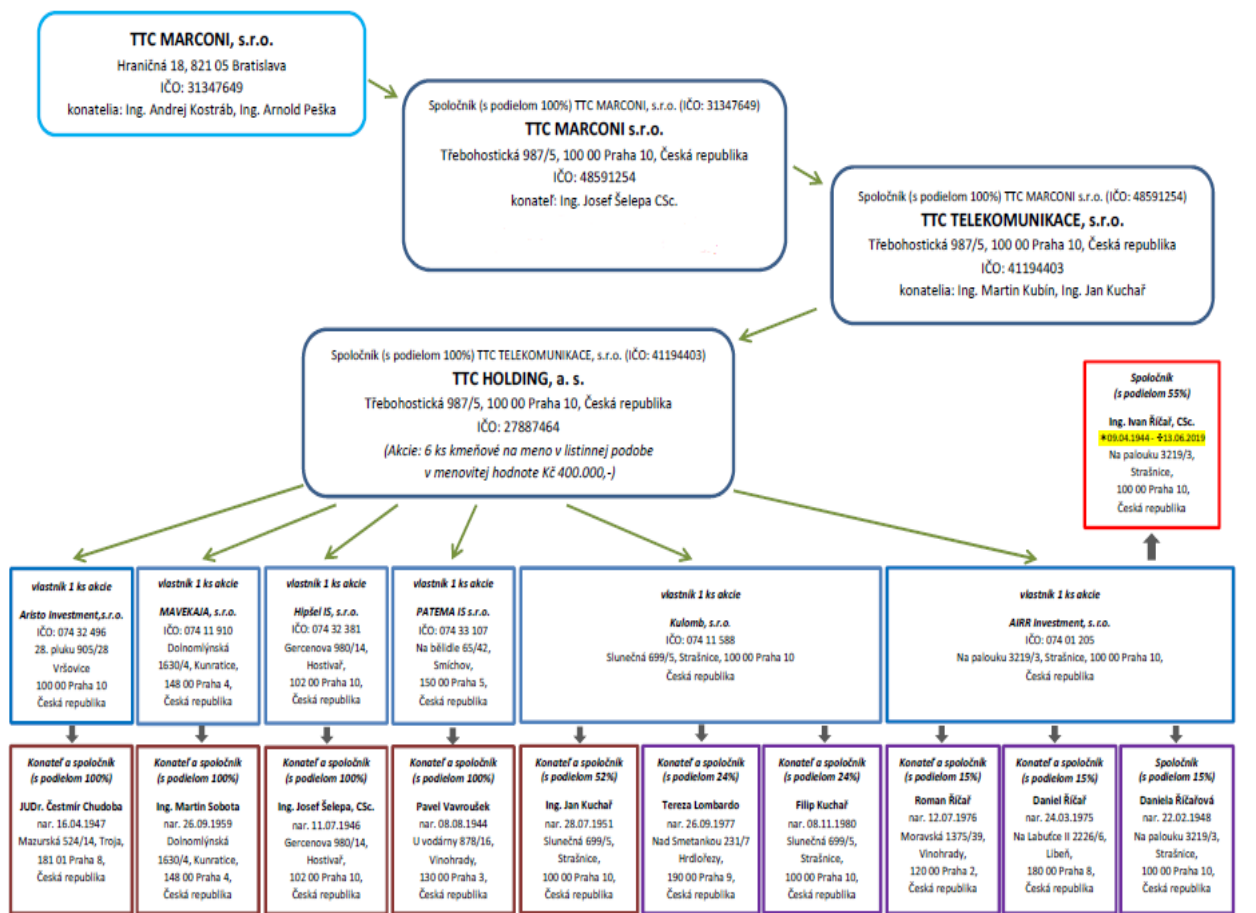 TTC MARCONI, s.r.o.
Hraničná 18, 821 05 Bratislava
IČO: 31347649
konatelia: Ing. Andrej Kostráb, Ing. Arnold Peška
Spoločník (s podielom 100%) TTC MARCONI, s.r.o. (IČO: 31347649)
TTC MARCONI s.r.o.
Třebohostická 987/5, 100 00 Praha 10, Česká republika
IČO: 48591254
konateľ: Ing. Josef Šelepa CSc.
Spoločník (s podielom 100%) TTC MARCONI s.r.o. (IČO: 48591254)
TTC TELEKOMUNIKACE, s.r.o.
Třebohostická 987/5, 100 00 Praha 10, Česká republika
IČO: 41194403
konatelia: Ing. Martin Kubín, Ing. Jan Kuchař
Spoločník (s podielom 100%) TTC TELEKOMUNIKACE, s.r.o. (IČO: 41194403)
TTC HOLDING, a. s.
Třebohostická 987/5, 100 00 Praha 10, Česká republika
IČO: 27887464
(Akcie: 6 ks kmeňové na meno v listinnej podobe
v menovitej hodnote Kč 400.000,-)
Spoločník
(s podielom 55%)
Ing. Ivan Říčař, CSc.
*09.04.1944 - ✝13.06.2019
Na palouku 3219/3,
Strašnice,
100 00 Praha 10,
Česká republika
vlastník 1 ks akcie
Aristo Investment,s.r.o.
IČO: 074 32 496
28. pluku 905/28
Vršovice
100 00 Praha 10
Česká republika
vlastník 1 ks akcie
MAVEKAJA, s.r.o.
IČO: 074 11 910
Dolnomlýnská
1630/4, Kunratice,
148 00 Praha 4,
Česká republika
vlastník 1 ks akcie
Hipšel IS, s.r.o.
IČO: 074 32 381
Gercenova 980/14,
Hostivař,
102 00 Praha 10,
Česká republika
vlastník 1 ks akcie
PATEMA IS s.r.o.
IČO: 074 33 107
Na bělidle 65/42,
Smíchov,
150 00 Praha 5,
Česká republika
vlastník 1 ks akcie
Kulomb, s.r.o.
IČO: 074 11 588
Slunečná 699/5, Strašnice, 100 00 Praha 10
Česká republika
vlastník 1 ks akcie
AIRR Investment, s.r.o.
IČO: 074 01 205
Na palouku 3219/3, Strašnice, 100 00 Praha 10,
Česká republika
Konateľ a spoločník
(s podielom 100%)
JUDr. Čestmír Chudoba
nar. 16.04.1947
Mazurská 524/14, Troja,
181 01 Praha 8,
Česká republika
Konateľ a spoločník
(s podielom 100%)
Ing. Martin Sobota
nar. 26.09.1959
Dolnomlýnská
1630/4, Kunratice,
148 00 Praha 4,
Česká republika
Konateľ a spoločník
(s podielom 100%)
Ing. Josef Šelepa, CSc.
nar. 11.07.1946
Gercenova 980/14,
Hostivař,
102 00 Praha 10,
Česká republika
Konateľ a spoločník
(s podielom 100%)
Pavel Vavroušek
nar. 08.08.1944
U vodárny 878/16,
Vinohrady,
130 00 Praha 3,
Česká republika
Konateľ a spoločník
(s podielom 52%)
Ing. Jan Kuchař
nar. 28.07.1951
Slunečná 699/5,
Strašnice,
100 00 Praha 10,
Česká republika
Konateľ a spoločník
(s podielom 24%)
Tereza Lombardo
nar. 26.09.1977
Nad Smetankou 231/7
Hrdlořezy,
190 00 Praha 9,
Česká republika
Konateľ a spoločník
(s podielom 24%)
Filip Kuchař
nar. 08.11.1980
Slunečná 699/5,
Strašnice,
100 00 Praha 10,
Česká republika
Konateľ a spoločník
(s podielom 15%)
Roman Říčař
nar. 12.07.1976
Moravská 1375/39,
Vinohrady,
120 00 Praha 2,
Česká republika
Konateľ a spoločník
(s podielom 15%)
Daniel Říčař
nar. 24.03.1975
Na Labuťce II 2226/6,
Libeň,
180 00 Praha 8,
Česká republika
Spoločník
(s podielom 15%)
Daniela Říčařová
nar. 22.02.1948
Na palouku 3219/3,
Strašnice,
100 00 Praha 10,
Česká republika